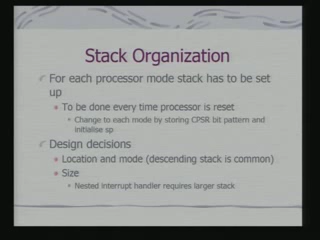 Stack Organization
For each processor mode stack has to be set
up
To be done every time processor is reset
Change to each mode by storing CPSR bit pattern and
initialise sp
Design decisions
Location and mode (descending stack is common)
Size
Nested interrupt handler requires larger stack